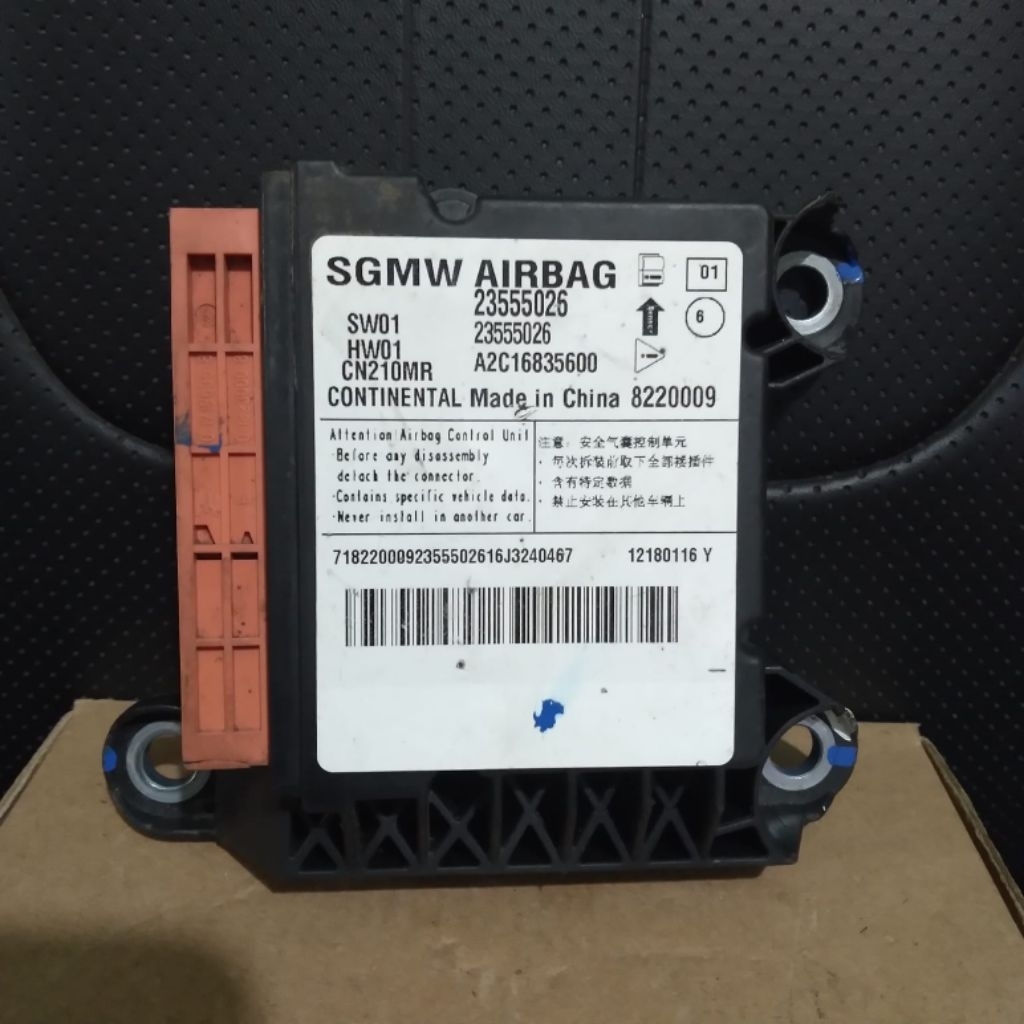 SGMW AIRBAG
23555026
SW01 23555026
HW01 A2C16835600
CN210MR
CONTINENTAL Made in China 8220009
01
6
Attention:Airbag Control Unit
·Before any disassembly
detach the connector.
·Contains specific vehicle data.
·Never install in another car.
注意: 安全气囊控制单元
· 每次拆装前取下全部接插件
· 含有特定数据
· 禁止安装在其他车辆上
71822000923555502616J3240467 12180116 Y